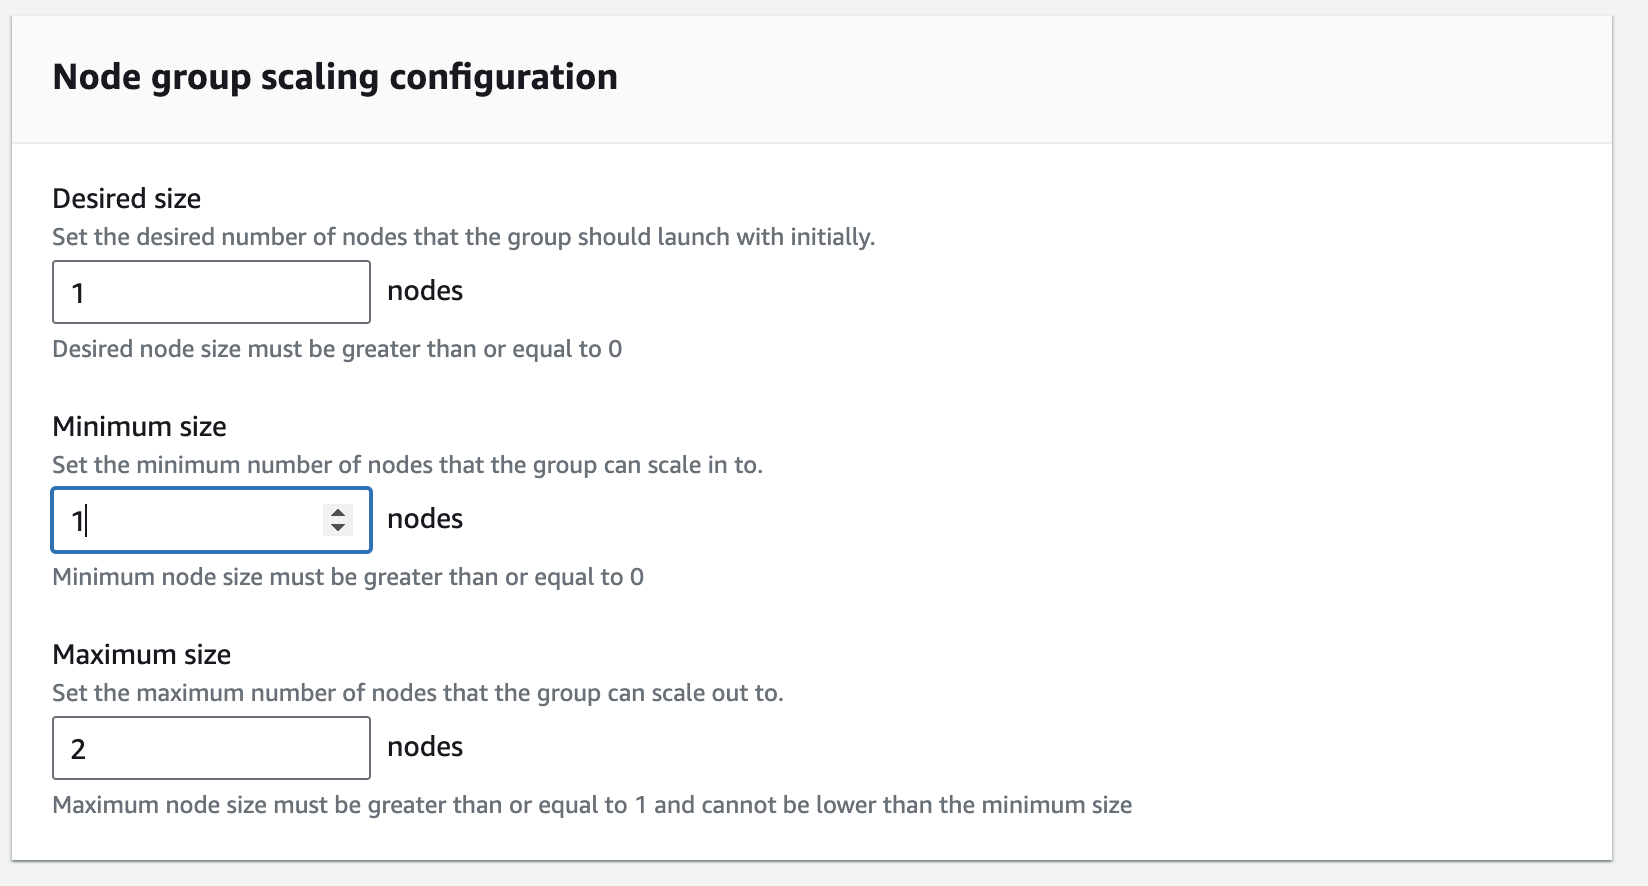 Node group scaling configuration
Desired size
Set the desired number of nodes that the group should launch with initially.
1 nodes
Desired node size must be greater than or equal to 0
Minimum size
Set the minimum number of nodes that the group can scale in to.
1 nodes
Minimum node size must be greater than or equal to 0
Maximum size
Set the maximum number of nodes that the group can scale out to.
2 nodes
Maximum node size must be greater than or equal to 1 and cannot be lower than the minimum size